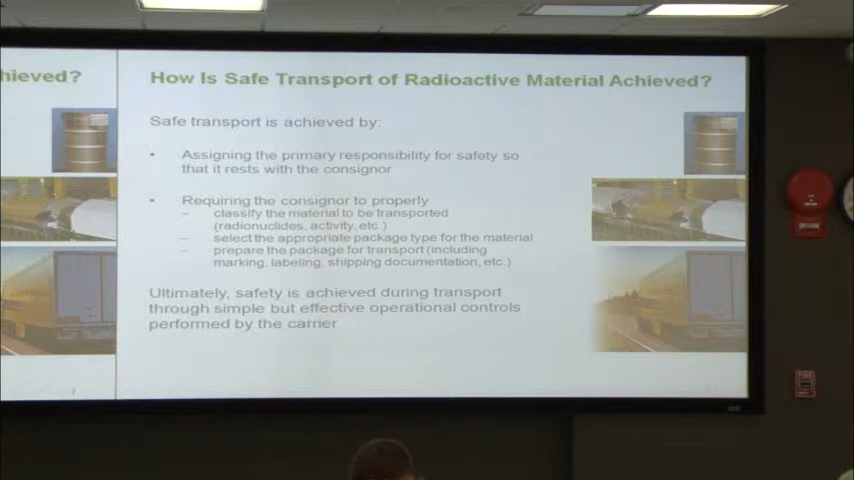 hieved?
How Is Safe Transport of Radioactive Material Achieved?
Safe transport is achieved by:
• Assigning the primary responsibility for safety so
that it rests with the consignor
• Requiring the consignor to properly
– classify the material to be transported
(radionuclides, activity, etc.)
– select the appropriate package type for the material
– prepare the package for transport (including
marking, labeling, shipping documentation, etc.)
Ultimately, safety is achieved during transport
through simple but effective operational controls
performed by the carrier
7
FIRE